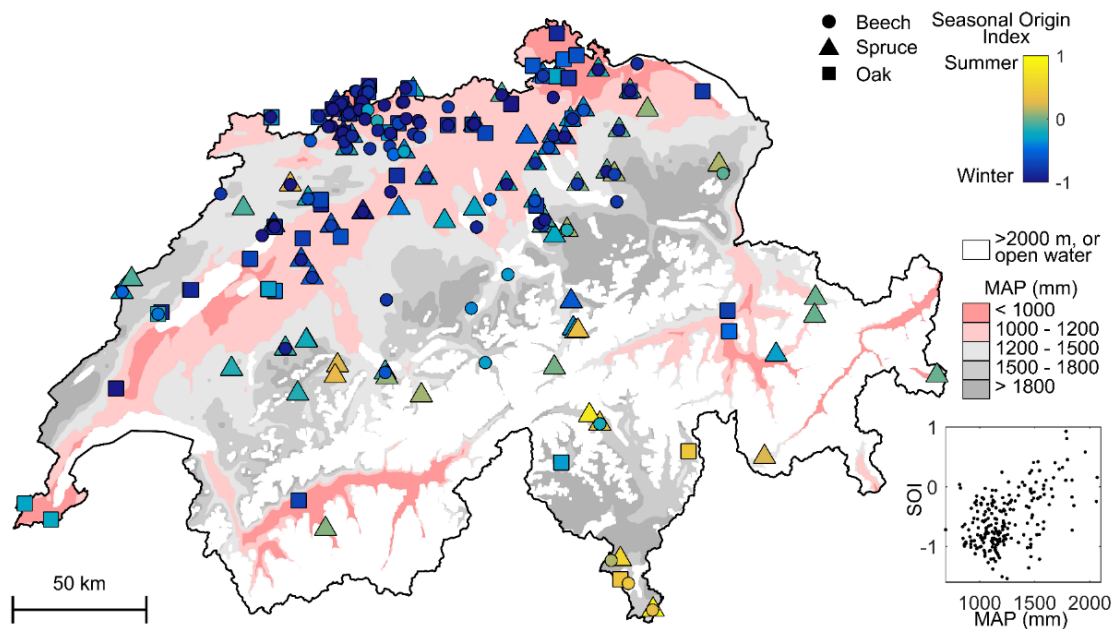 Beech
Spruce
Oak
Seasonal Origin
Index
Summer
Winter
1
0
-1
>2000 m, or
open water
MAP (mm)
< 1000
1000 - 1200
1200 - 1500
1500 - 1800
> 1800
50 km
1
0
-1
SOI
1000 1500 2000
MAP (mm)